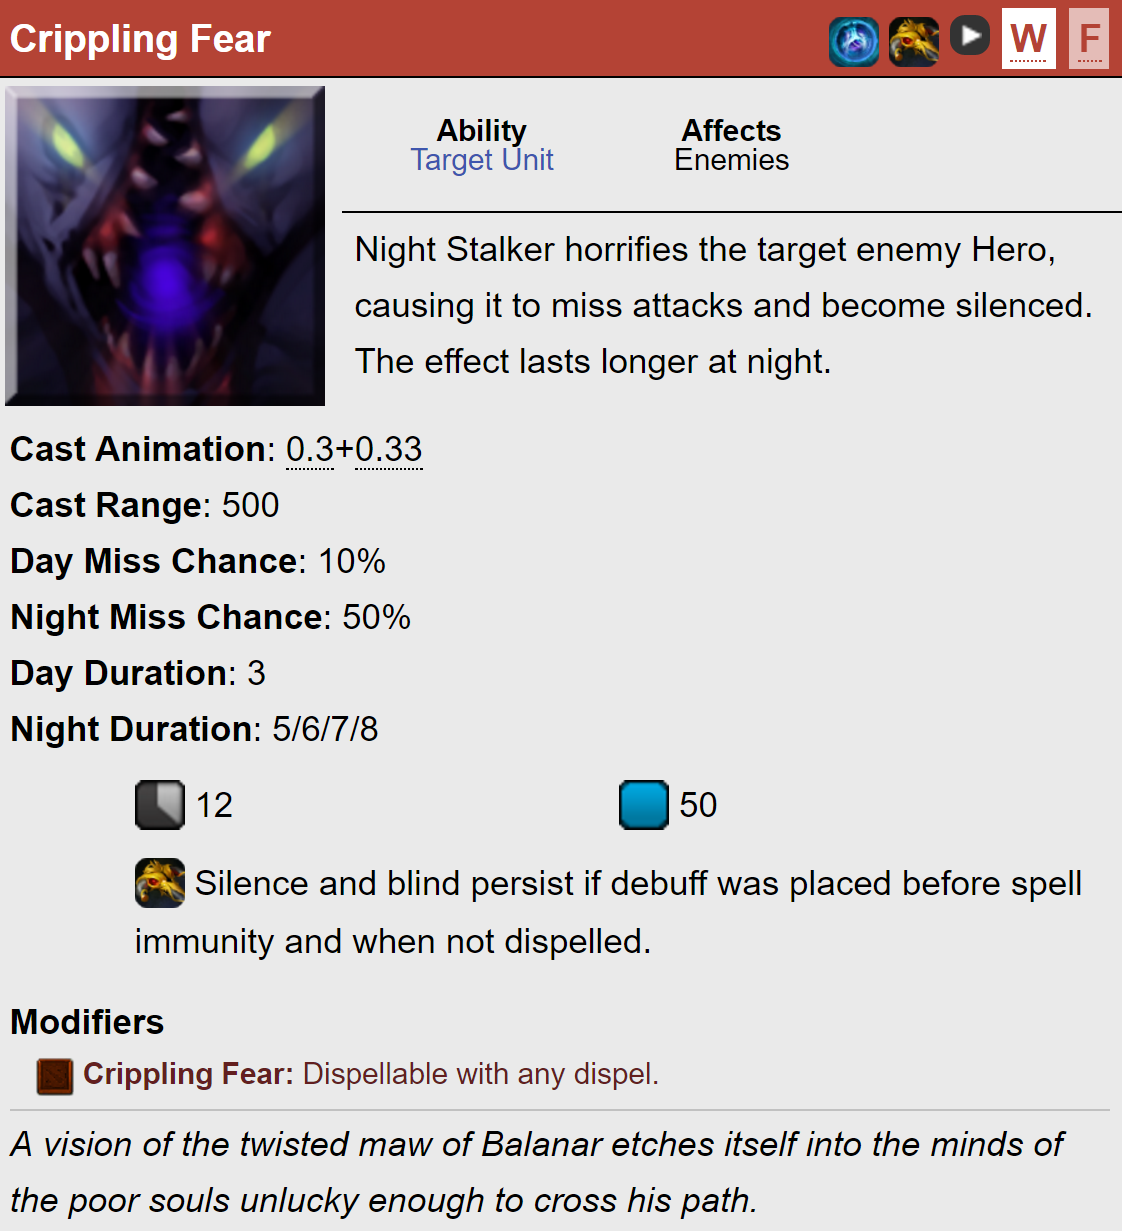 Crippling Fear W F
Ability Affects
Target Unit Enemies
Night Stalker horrifies the target enemy Hero,
causing it to miss attacks and become silenced.
The effect lasts longer at night.
Cast Animation: 0.3+0.33
Cast Range: 500
Day Miss Chance: 10%
Night Miss Chance: 50%
Day Duration: 3
Night Duration: 5/6/7/8
12 50
Silence and blind persist if debuff was placed before spell
immunity and when not dispelled.
Modifiers
Crippling Fear: Dispellable with any dispel.
A vision of the twisted maw of Balanar etches itself into the minds of
the poor souls unlucky enough to cross his path.